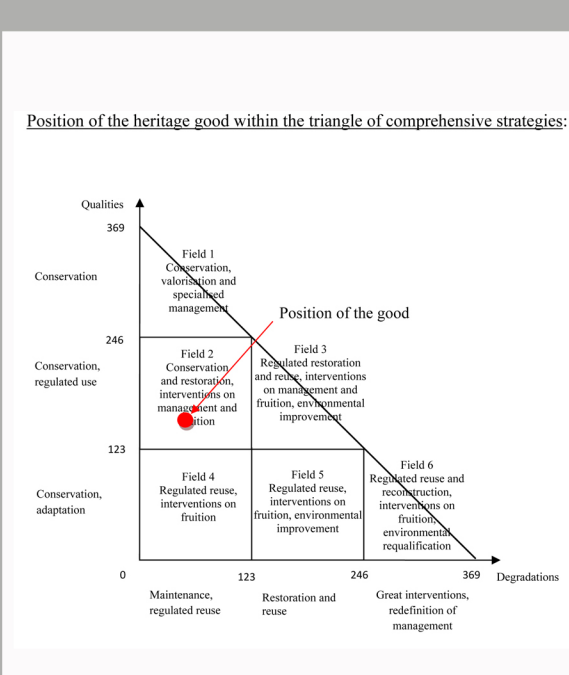 Position of the heritage good within the triangle of comprehensive strategies:
Qualities
369
Field 1
Conservation,
valorisation and
specialised
management
Conservation
Position of the good
246
Field 2
Conservation
and restoration,
interventions on
management and
ition
Field 3
Regulated restoration
and reuse, interventions
on management and
fruition, environmental
improvement
Conservation,
regulated use
123
Field 4
Regulated reuse,
interventions on
fruition
Field 5
Regulated reuse,
interventions on
fruition, environmental
improvement
Field 6
Regulated reuse and
reconstruction,
interventions on
fruition,
environmental
requalification
Conservation,
adaptation
0
123
246
369
Degradations
Maintenance,
regulated reuse
Restoration and
reuse
Great interventions,
redefinition of
management